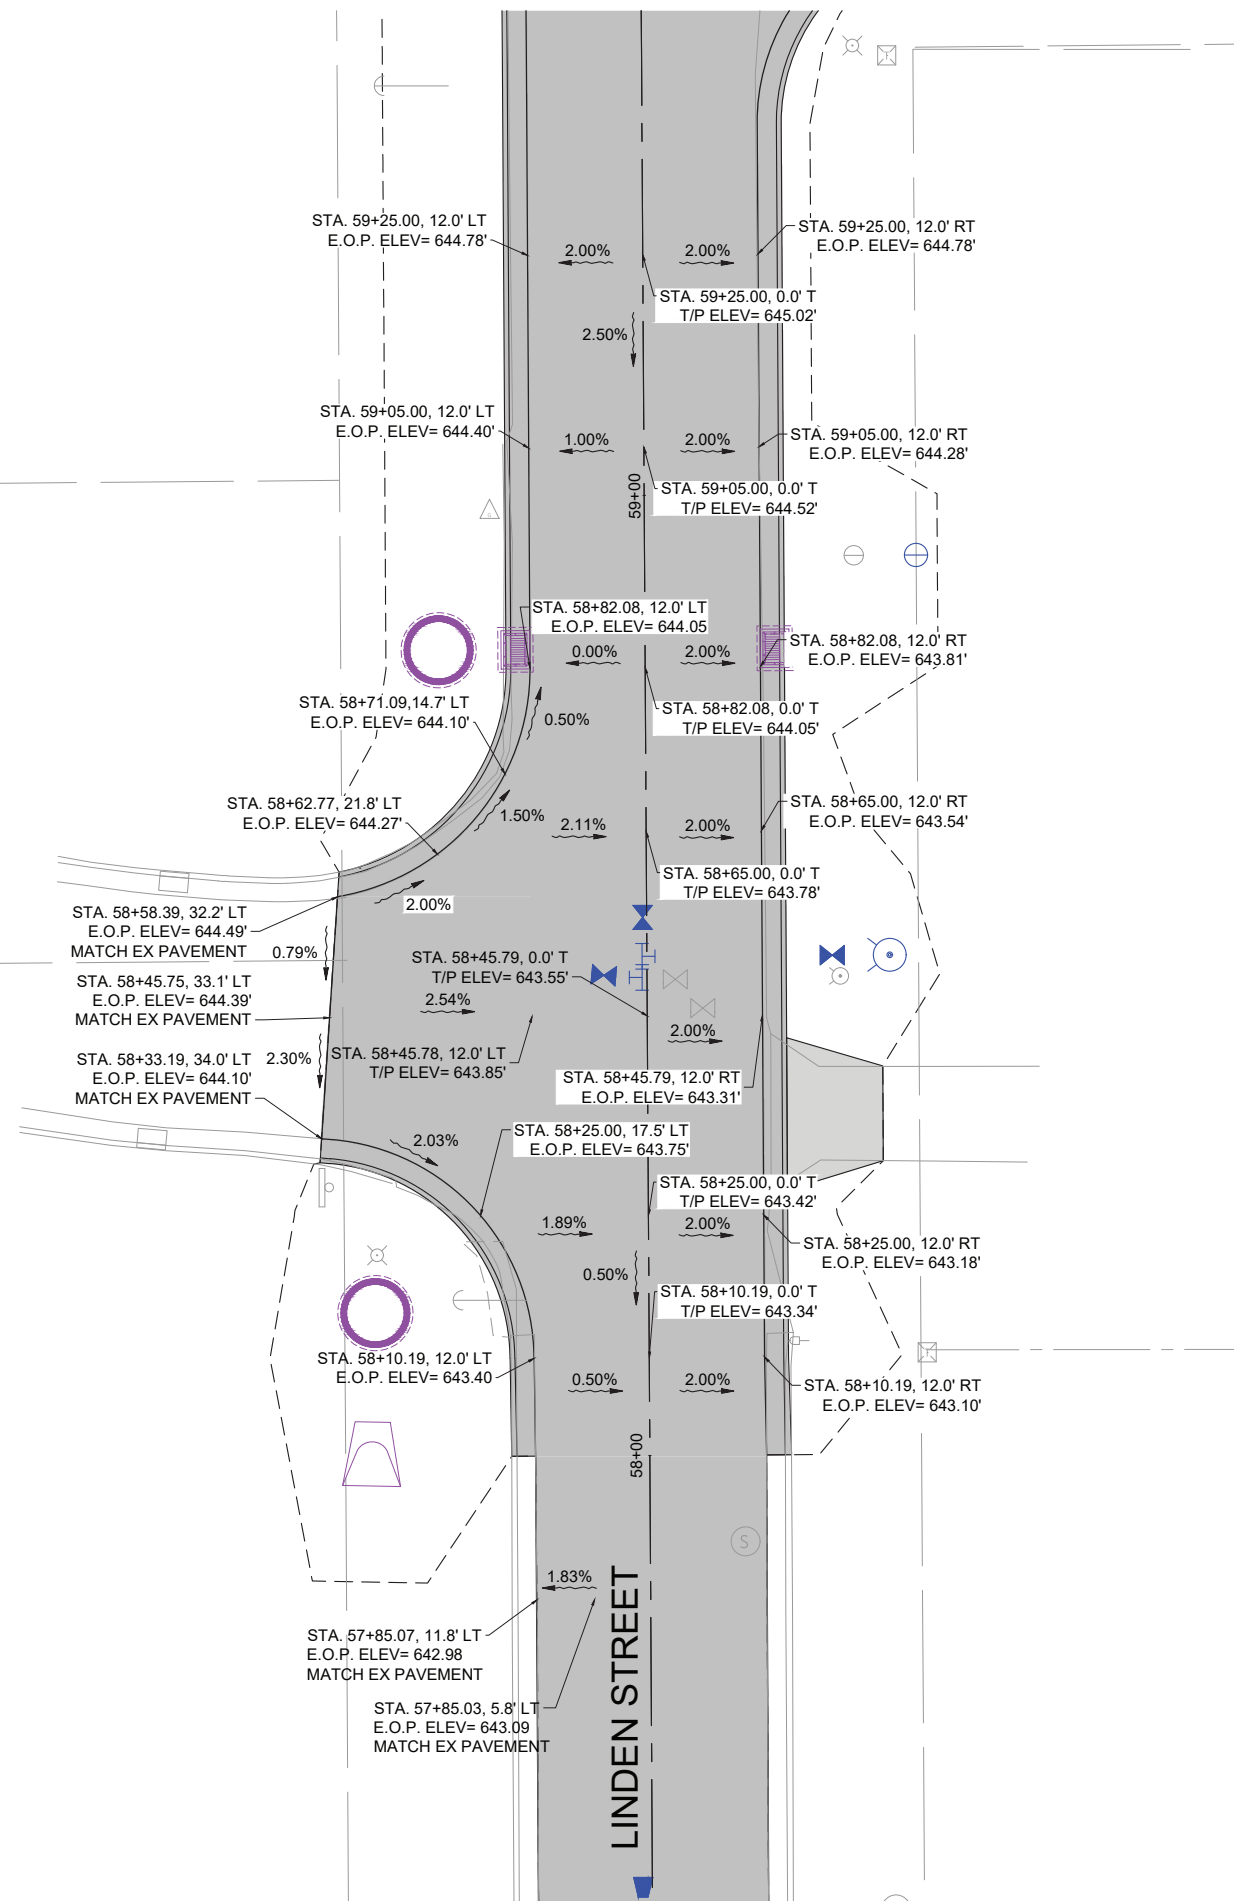 STA. 59+25.00, 12.0' LT
E.O.P. ELEV= 644.78'
STA. 59+25.00, 12.0' RT
E.O.P. ELEV= 644.78'
2.00%
2.00%
STA. 59+25.00, 0.0' T
T/P ELEV= 645.02'
2.50%
STA. 59+05.00, 12.0' LT
E.O.P. ELEV= 644.40'
1.00%
2.00%
STA. 59+05.00, 12.0' RT
E.O.P. ELEV= 644.28'
STA. 59+05.00, 0.0' T
T/P ELEV= 644.52'
59+00
STA. 58+82.08, 12.0' LT
E.O.P. ELEV= 644.05
0.00%
2.00%
STA. 58+82.08, 12.0' RT
E.O.P. ELEV= 643.81'
STA. 58+71.09,14.7' LT
E.O.P. ELEV= 644.10'
0.50%
STA. 58+82.08, 0.0' T
T/P ELEV= 644.05'
STA. 58+62.77, 21.8' LT
E.O.P. ELEV= 644.27'
1.50%
2.11%
2.00%
STA. 58+65.00, 12.0' RT
E.O.P. ELEV= 643.54'
STA. 58+65.00, 0.0' T
T/P ELEV= 643.78'
2.00%
STA. 58+58.39, 32.2' LT
E.O.P. ELEV= 644.49'
MATCH EX PAVEMENT
0.79%
STA. 58+45.79, 0.0' T
T/P ELEV= 643.55'
STA. 58+45.75, 33.1' LT
E.O.P. ELEV= 644.39'
MATCH EX PAVEMENT
2.54%
2.00%
STA. 58+33.19, 34.0' LT
E.O.P. ELEV= 644.10'
MATCH EX PAVEMENT
2.30%
STA. 58+45.78, 12.0' LT
T/P ELEV= 643.85'
STA. 58+45.79, 12.0' RT
E.O.P. ELEV= 643.31'
2.03%
STA. 58+25.00, 17.5' LT
E.O.P. ELEV= 643.75'
STA. 58+25.00, 0.0' T
T/P ELEV= 643.42'
1.89%
2.00%
STA. 58+25.00, 12.0' RT
E.O.P. ELEV= 643.18'
0.50%
STA. 58+10.19, 0.0' T
T/P ELEV= 643.34'
STA. 58+10.19, 12.0' LT
E.O.P. ELEV= 643.40
0.50%
2.00%
STA. 58+10.19, 12.0' RT
E.O.P. ELEV= 643.10'
58+00
S
1.83%
STA. 57+85.07, 11.8' LT
E.O.P. ELEV= 642.98
MATCH EX PAVEMENT
STA. 57+85.03, 5.8' LT
E.O.P. ELEV= 643.09
MATCH EX PAVEMENT
LINDEN STREET